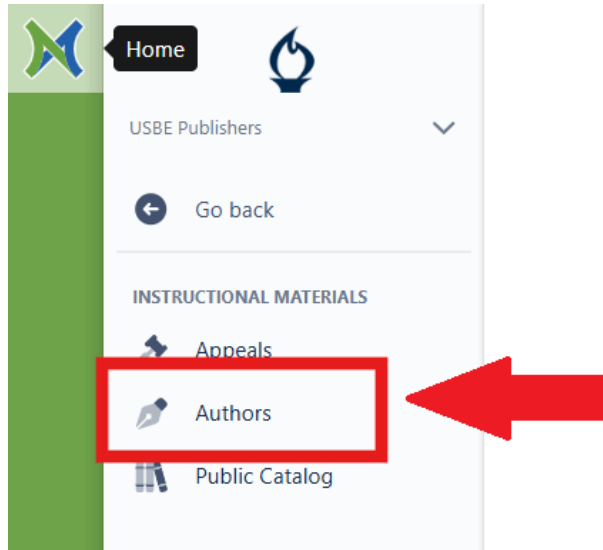 Home
USBE Publishers
Go back
INSTRUCTIONAL MATERIALS
Appeals
Authors
Public Catalog